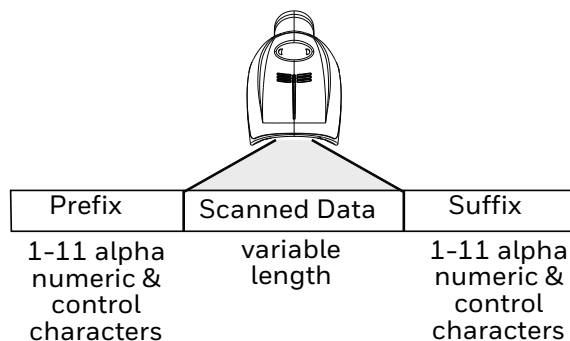 Prefix
Scanned Data
Suffix
1-11 alpha
numeric &
control
characters
variable
length
1-11 alpha
numeric &
control
characters